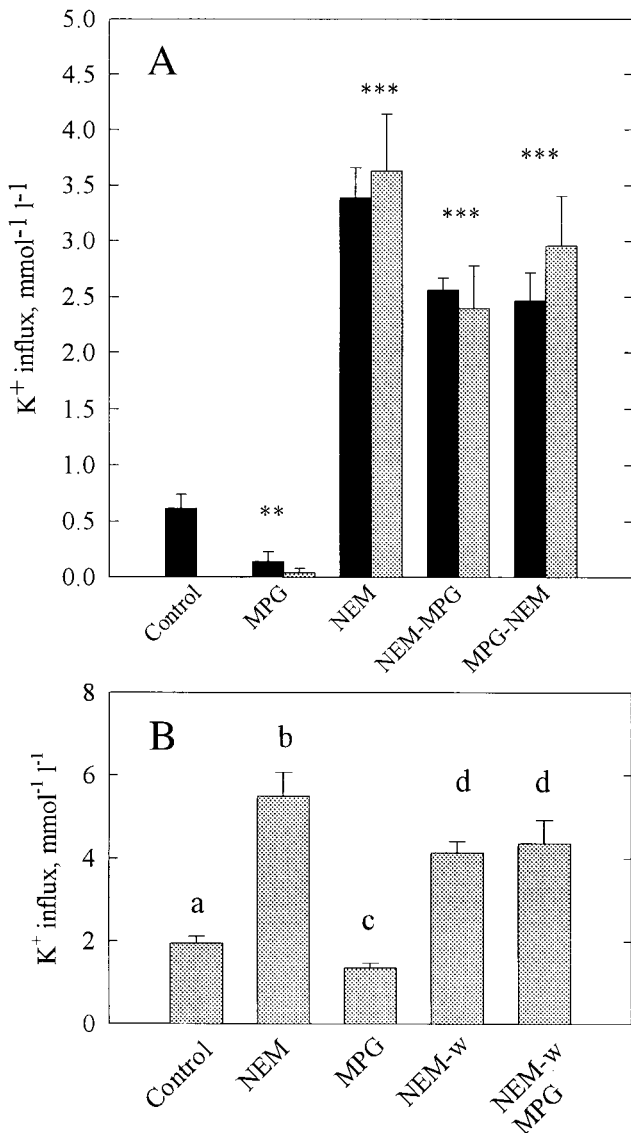 5.0
A
4.5
4.0
3.5
3.0
2.5
2.0
1.5
1.0
0.5
0.0
K+ influx, mmol-1 l-1
***
***
***
**
Control
MPG
NEM
NEM-MPG
MPG-NEM
8
B
6
4
2
0
K+ influx, mmol-1 l-1
a
b
c
d
d
Control
NEM
MPG
NEM-w
NEM-w
MPG